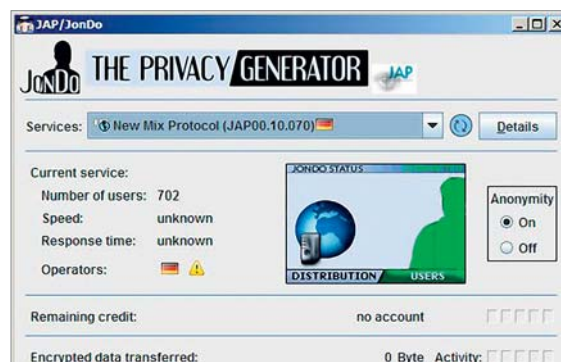 JAP/JonDo
JONDO THE PRIVACY GENERATOR JAP
Services: New Mix Protocol (JAP00.10.070) Details
Current service:
Number of users: 702
Speed: unknown
Response time: unknown
Operators:
JONDO STATUS
DISTRIBUTION USERS
Anonymity
On
Off
Remaining credit: no account
Encrypted data transferred: 0 Byte Activity: